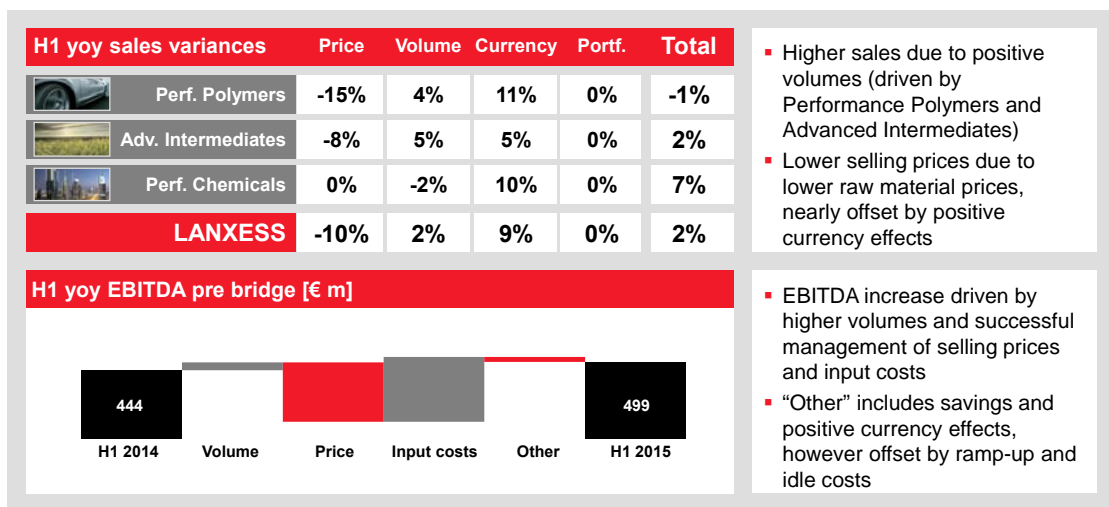 H1 yoy sales variances Price Volume Currency Portf. Total
Perf. Polymers -15% 4% 11% 0% -1%
Adv. Intermediates -8% 5% 5% 0% 2%
Perf. Chemicals 0% -2% 10% 0% 7%
LANXESS -10% 2% 9% 0% 2%
▪ Higher sales due to positive
volumes (driven by
Performance Polymers and
Advanced Intermediates)
▪ Lower selling prices due to
lower raw material prices,
nearly offset by positive
currency effects
H1 yoy EBITDA pre bridge [€ m]
444 499
H1 2014 Volume Price Input costs Other H1 2015
▪ EBITDA increase driven by
higher volumes and successful
management of selling prices
and input costs
▪ “Other” includes savings and
positive currency effects,
however offset by ramp-up and
idle costs